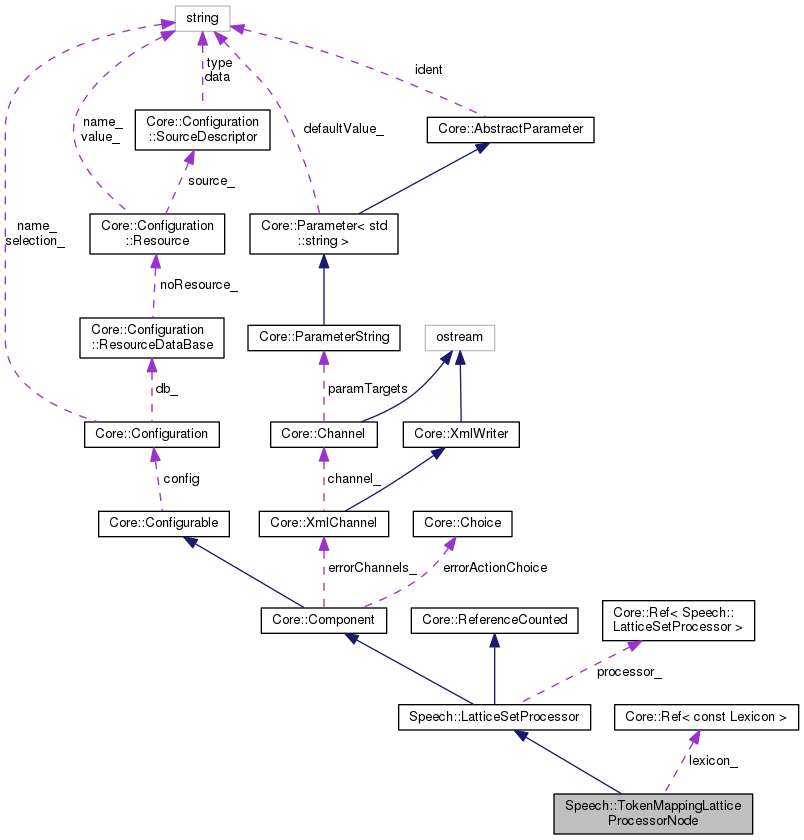 string
type
data
ident
Core::Configuration
::SourceDescriptor
Core::AbstractParameter
name_
value_
defaultValue_
source_
name_
selection_
Core::Configuration
::Resource
Core::Parameter< std
::string >
noResource_
Core::Configuration
::ResourceDataBase
Core::ParameterString
ostream
db_
paramTargets
Core::Configuration
Core::Channel
Core::XmlWriter
config
channel_
Core::Configurable
Core::XmlChannel
Core::Choice
errorChannels_
errorActionChoice
Core::Component
Core::ReferenceCounted
Core::Ref< Speech::
LatticeSetProcessor >
processor_
Speech::LatticeSetProcessor
Core::Ref< const Lexicon >
lexicon_
Speech::TokenMappingLattice
ProcessorNode